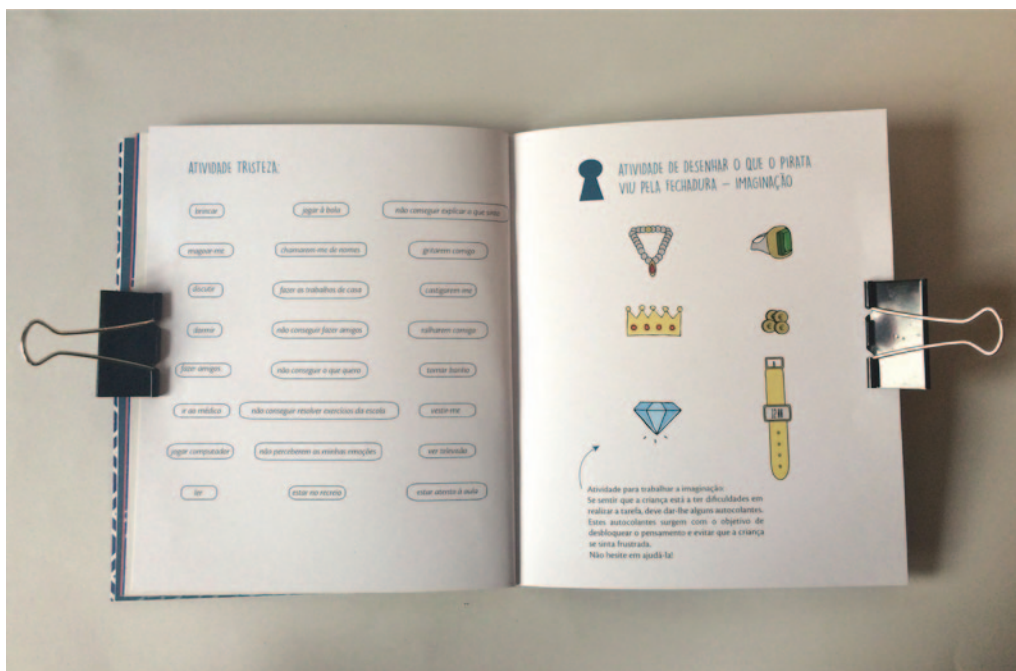 ATIVIDADE TRISTEZA:
brincar jogar à bola não conseguir explicar o que sinto
magoar-me chamarem-me de nomes gritarem comigo
discutir fazer os trabalhos de casa castigarem-me
dormir não conseguir fazer amigos ralharem comigo
fazer amigos não conseguir o que quero tomar banho
ir ao médico não conseguir resolver exercícios da escola vestir-me
jogar computador não perceberem as minhas emoções ver televisão
ler estar no recreio estar atento à aula
ATIVIDADE DE DESENHAR O QUE O PIRATA
VIU PELA FECHADURA – IMAGINAÇÃO
Atividade para trabalhar a imaginação:
Se sentir que a criança está a ter dificuldades em
realizar a tarefa, deve dar-lhe alguns autocolantes.
Estes autocolantes surgem com o objetivo de
desbloquear o pensamento e evitar que a criança
se sinta frustrada.
Não hesite em ajudá-la!